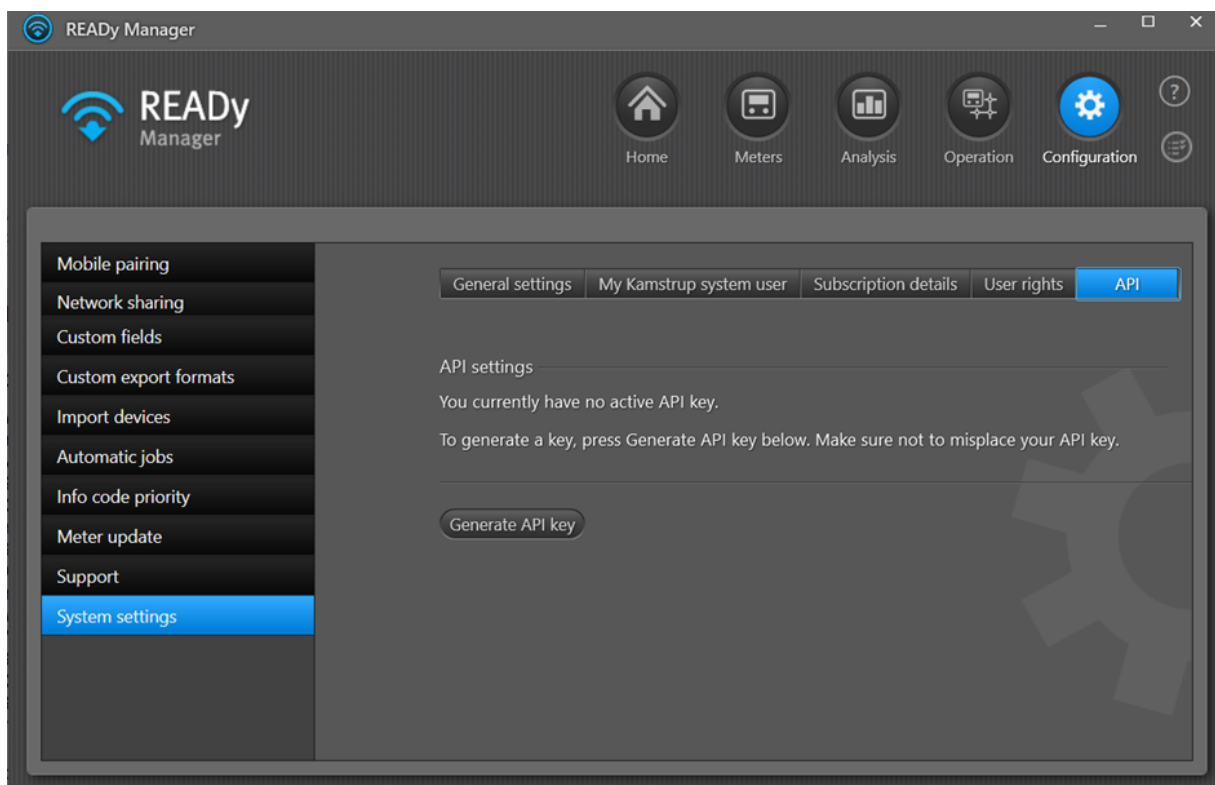 READy Manager
READy
Manager
Home
Meters
Analysis
Operation
Configuration
?
Mobile pairing
Network sharing
Custom fields
Custom export formats
Import devices
Automatic jobs
Info code priority
Meter update
Support
System settings
General settings
My Kamstrup system user
Subscription details
User rights
API
API settings
You currently have no active API key.
To generate a key, press Generate API key below. Make sure not to misplace your API key.
Generate API key